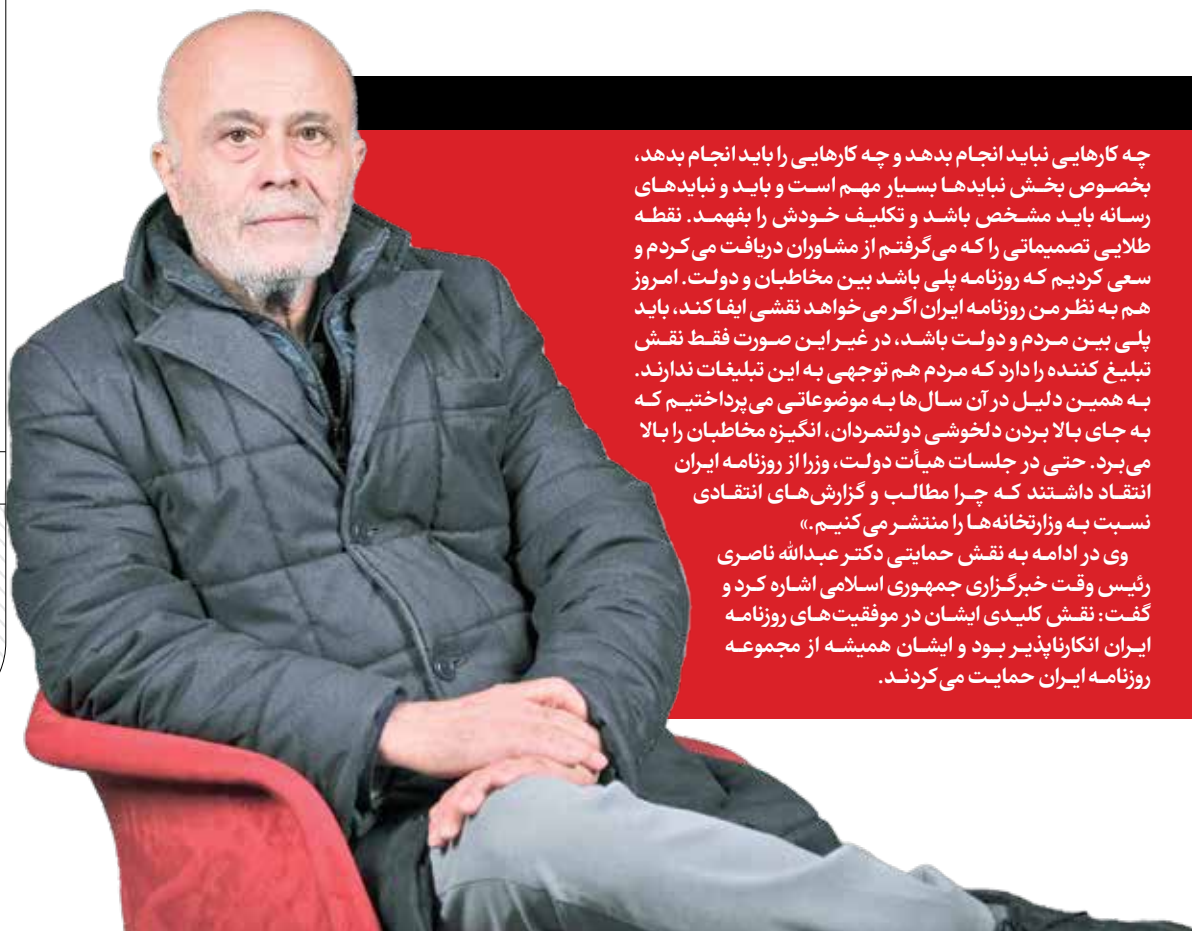 چه کارهایی نباید انجام بدهد و چه کارهایی را باید انجام بدهد،
بخصوص بخش نبایدها بسیار مهم است و باید و نبایدهای
رسانه باید مشخص باشد و تکلیف خودش را بفهمد. نقطه
طلایی تصمیماتی را که می‌گرفتم از مشاوران دریافت می‌کردم و
سعی کردیم که روزنامه پلی باشد بین مخاطبان و دولت. امروز
هم به نظر من روزنامه ایران اگر می‌خواهد نقشی ایفا کند، باید
پلی بین مردم و دولت باشد، در غیر این صورت فقط نقش
تبلیغ کننده را دارد که مردم هم توجهی به این تبلیغات ندارند.
به همین دلیل در آن سال‌ها به موضوعاتی می‌پرداختیم که
به جای بالا بردن دلخوشی دولتمردان، انگیزه مخاطبان را بالا
می‌برد. حتی در جلسات هیأت دولت، وزرا از روزنامه ایران
انتقاد داشتند که چرا مطالب و گزارش‌های انتقادی
نسبت به وزارتخانه‌ها را منتشر می‌کنیم.»
وی در ادامه به نقش حمایتی دکتر عبدالله ناصری
رئیس وقت خبرگزاری جمهوری اسلامی اشاره کرد و
گفت: نقش کلیدی ایشان در موفقیت‌های روزنامه
ایران انکارناپذیر بود و ایشان همیشه از مجموعه
روزنامه ایران حمایت می‌کردند.